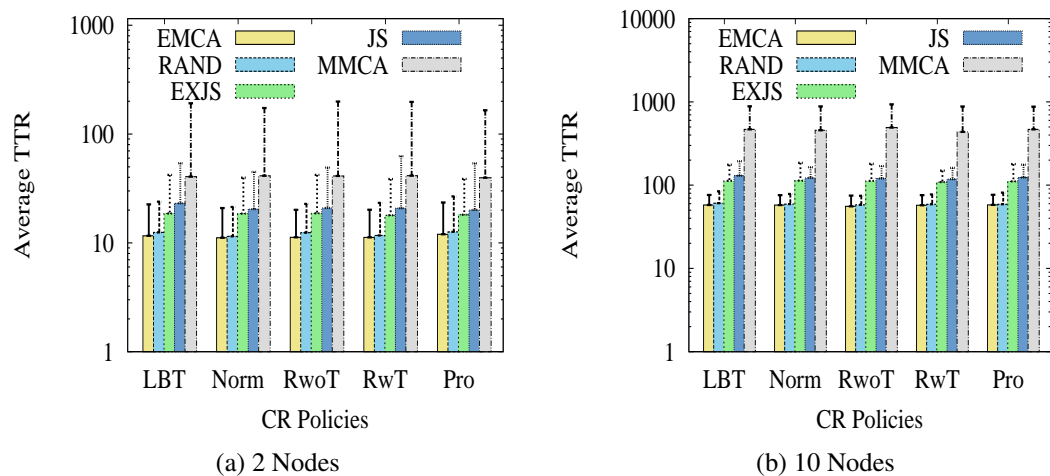 Average TTR
1000
100
10
1
EMCA
RAND
EXJS
JS
MMCA
LBT Norm RwoT RwT Pro
CR Policies
(a) 2 Nodes
Average TTR
10000
1000
100
10
1
EMCA
RAND
EXJS
JS
MMCA
LBT Norm RwoT RwT Pro
CR Policies
(b) 10 Nodes